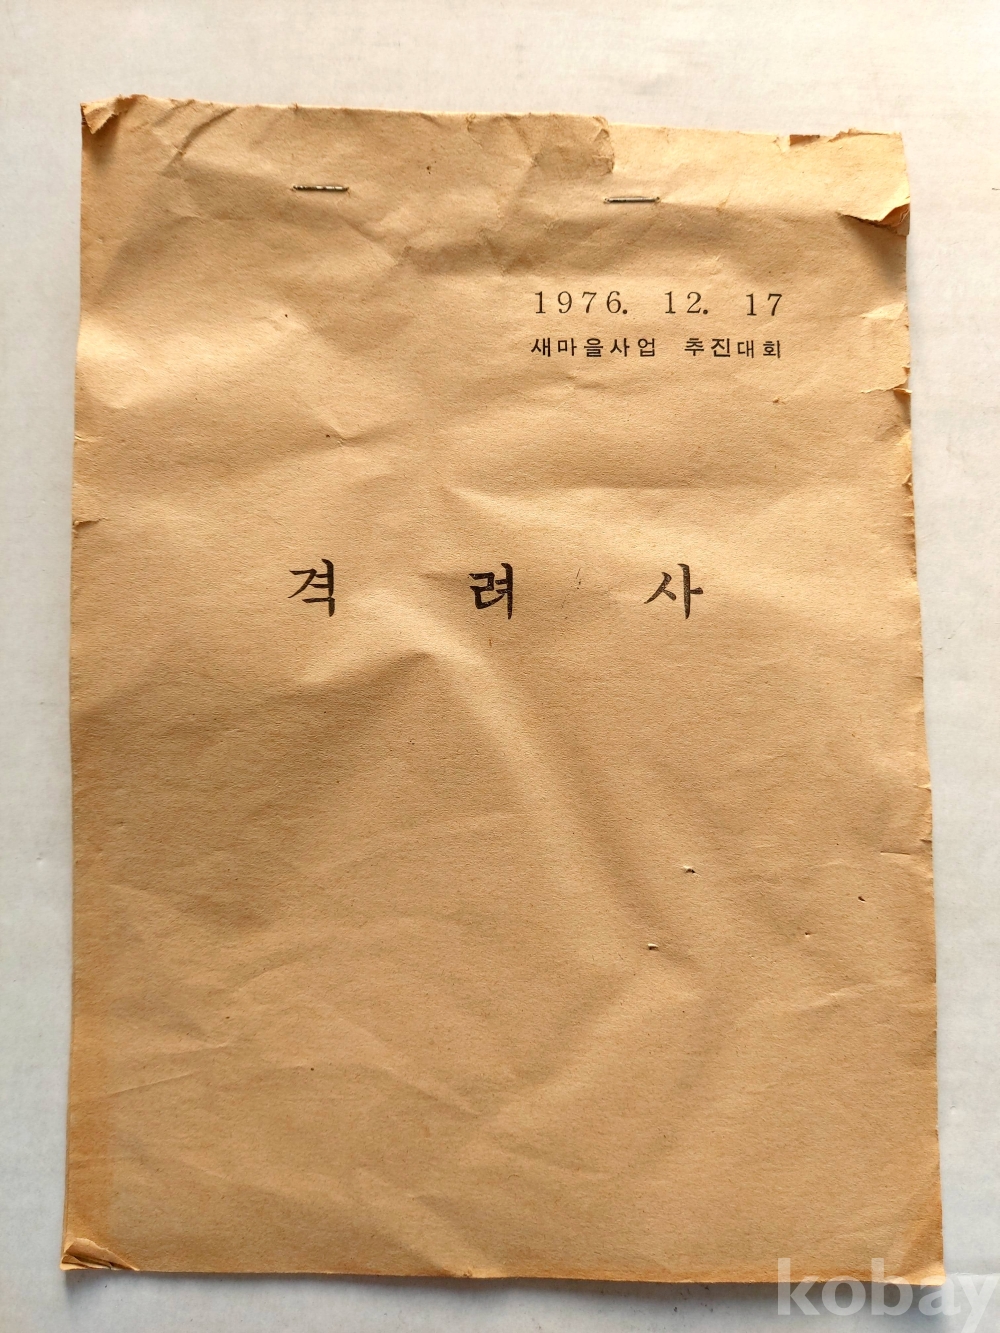 1976. 12. 17
새마을사업 추진대회
격 려 사
kobay